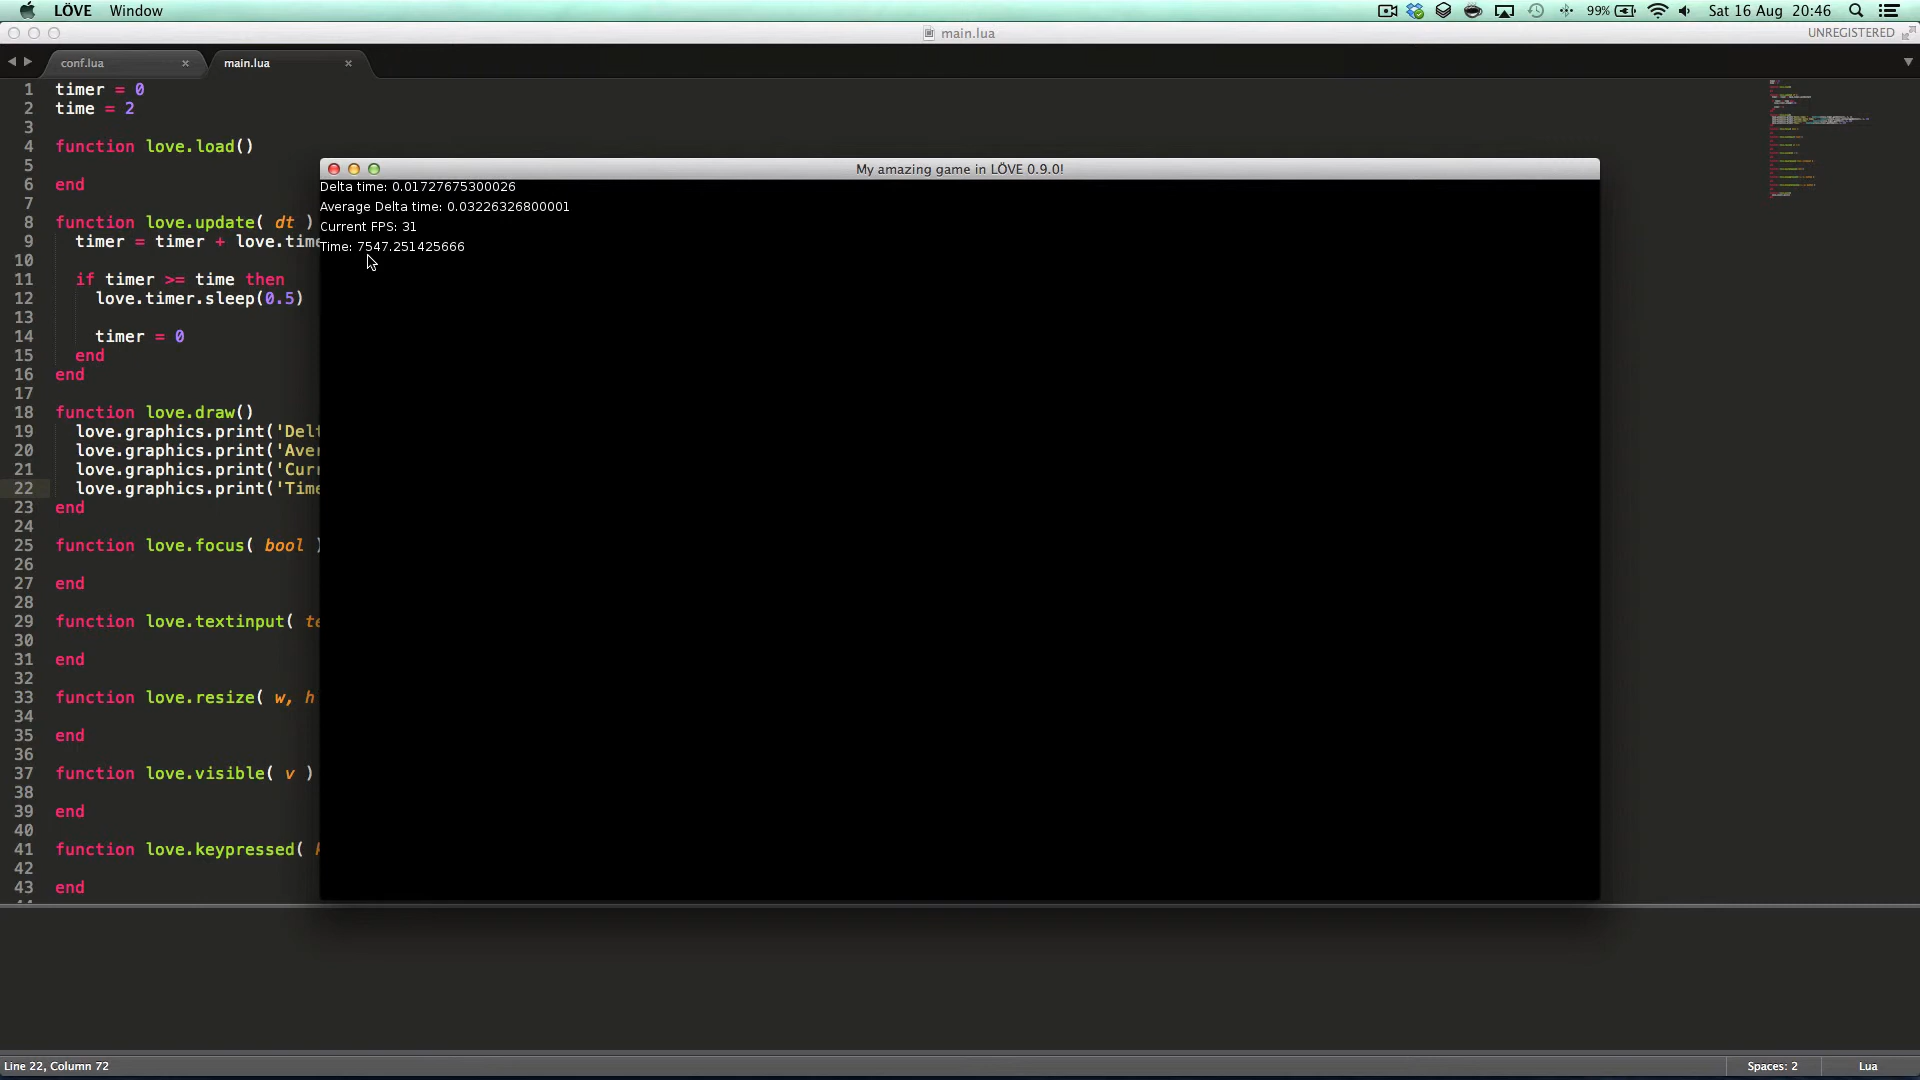 LÖVE Window 99% Sat 16 Aug 20:46
main.lua UNREGISTERED
conf.lua × main.lua ×
1 timer = 0
2 time = 2
3
4 function love.load()
5
6 end
7
8 function love.update( dt )
9 timer = timer + love.time
10
11 if timer >= time then
12 love.timer.sleep(0.5)
13
14 timer = 0
15 end
16 end
17
18 function love.draw()
19 love.graphics.print('Delt
20 love.graphics.print('Aver
21 love.graphics.print('Curr
22 love.graphics.print('Time
23 end
24
25 function love.focus( bool )
26
27 end
28
29 function love.textinput( te
30
31 end
32
33 function love.resize( w, h
34
35 end
36
37 function love.visible( v )
38
39 end
40
41 function love.keypressed( k
42
43 end
My amazing game in LÖVE 0.9.0!
Delta time: 0.01727675300026
Average Delta time: 0.03226326800001
Current FPS: 31
Time: 7547.251425666
Line 22, Column 72 Spaces: 2 Lua